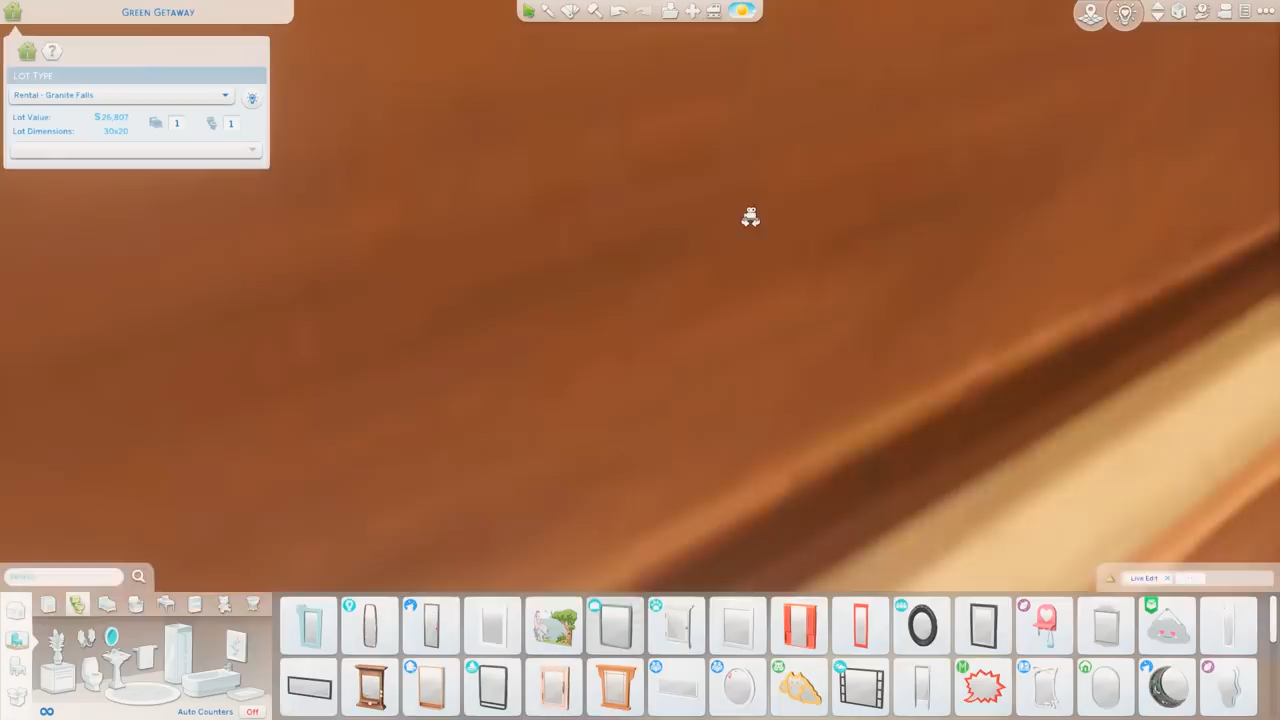 Green Getaway
Lot Type
Rental - Granite Falls
Lot Value: §26,807
1
1
Lot Dimensions: 30x20
Live Edit
Auto Counters Off